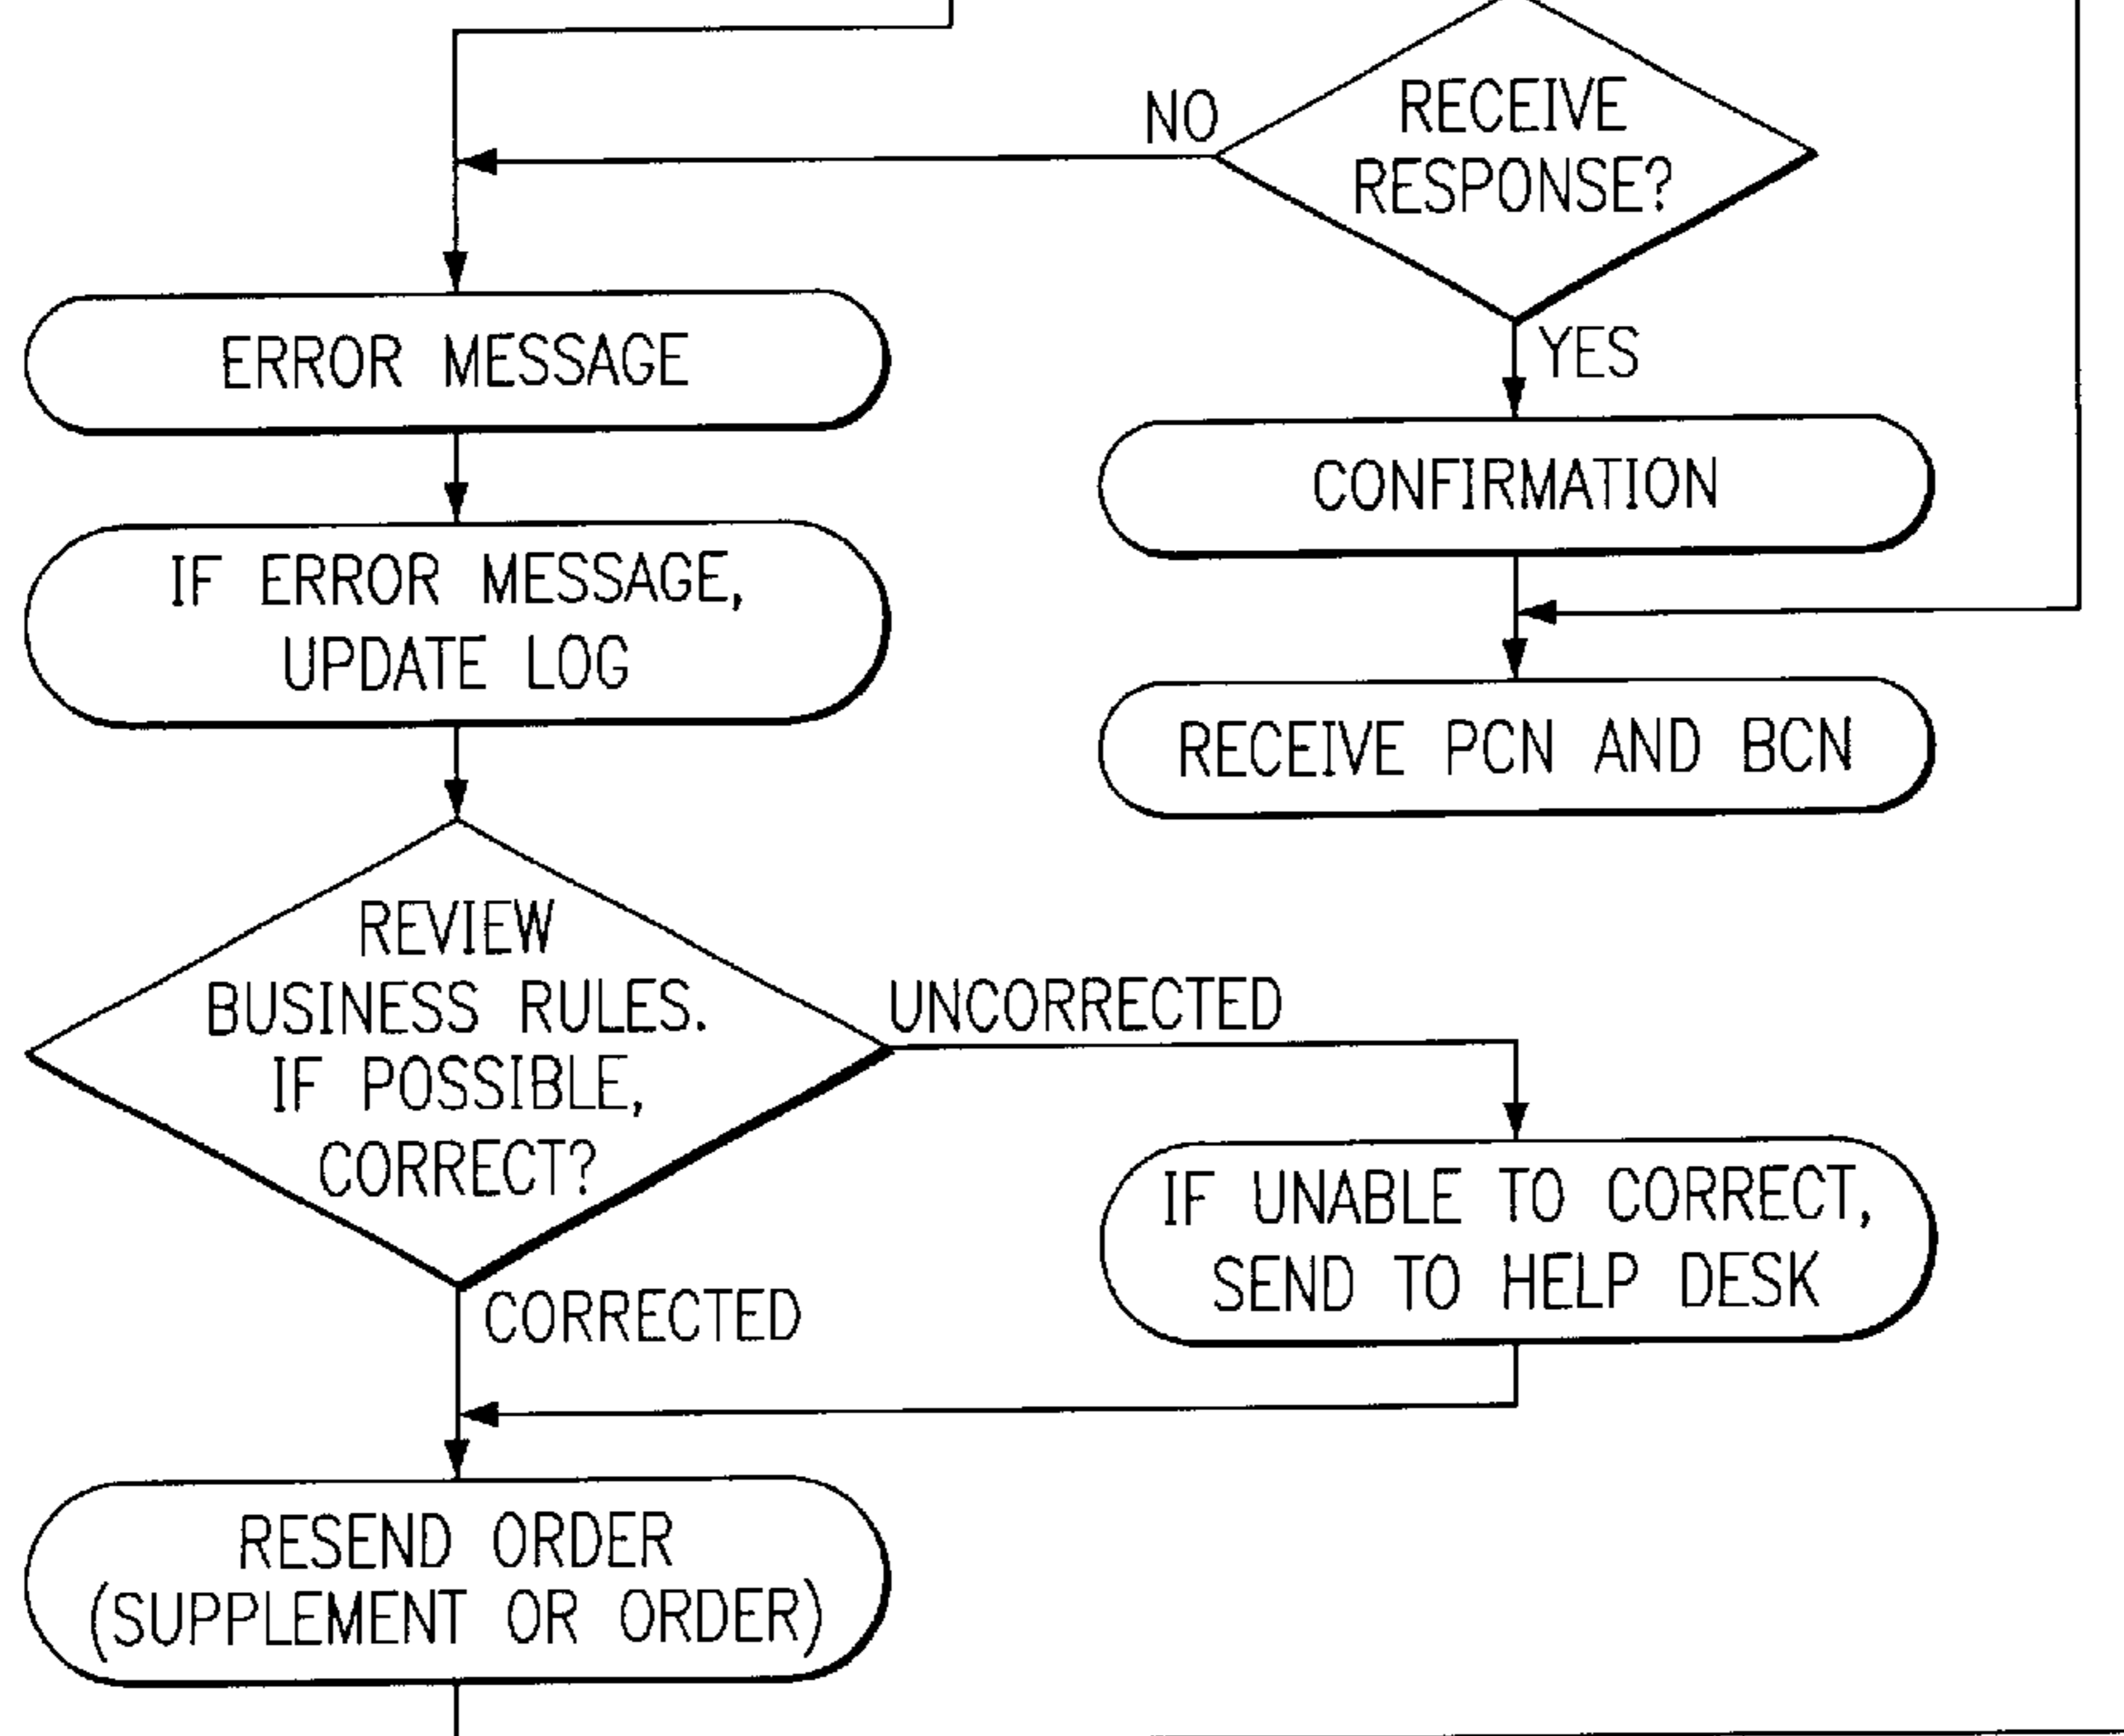 NO
RECEIVE
RESPONSE?
YES
ERROR MESSAGE
CONFIRMATION
IF ERROR MESSAGE,
UPDATE LOG
RECEIVE PCN AND BCN
REVIEW
BUSINESS RULES.
IF POSSIBLE,
CORRECT?
UNCORRECTED
IF UNABLE TO CORRECT,
SEND TO HELP DESK
CORRECTED
RESEND ORDER
(SUPPLEMENT OR ORDER)